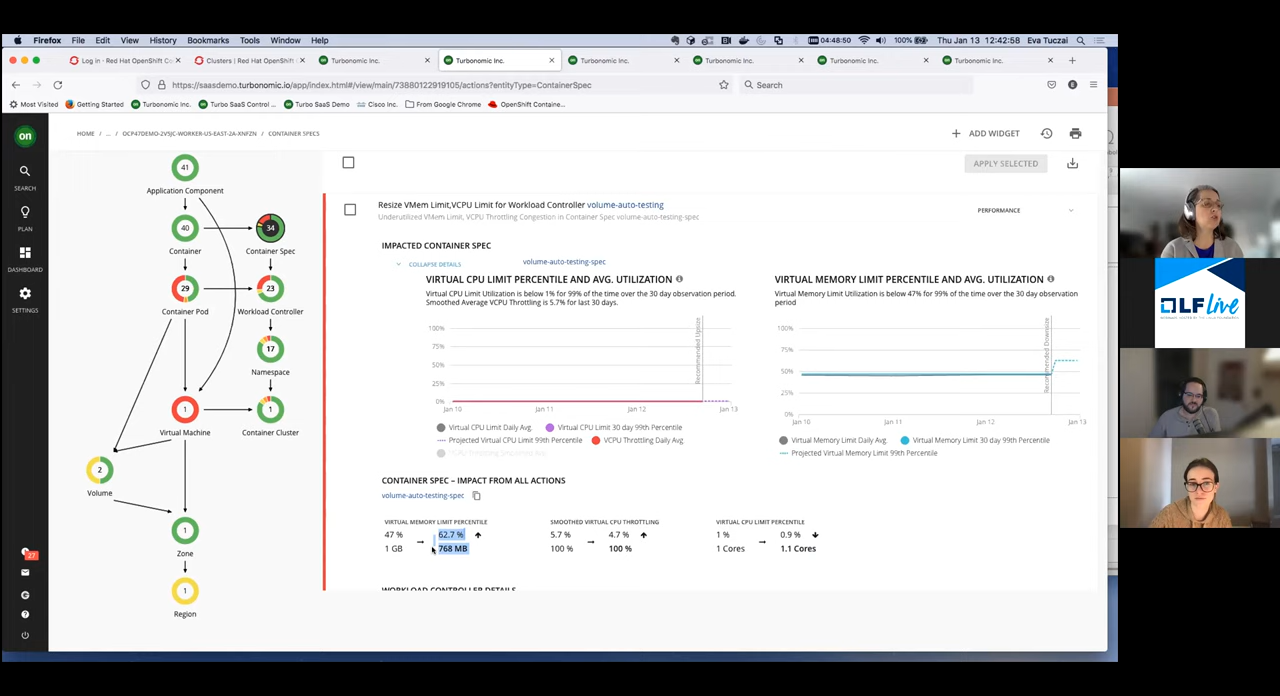 Firefox File Edit View History Bookmarks Tools Window Help 04:48:50 100% Thu Jan 13 12:42:58 Eva Tuczai
Log in · Red Hat OpenShift Co Clusters | Red Hat OpenShift Turbonomic Inc. Turbonomic Inc. Turbonomic Inc. Turbonomic Inc. Turbonomic Inc. Turbonomic Inc.
https://saasdemo.turbonomic.io/app/index.html#/view/main/73880122919105/actions?entityType=ContainerSpec Search
Most Visited Getting Started Turbonomic Inc. Turbo SaaS Control ... Turbo SaaS Demo Cisco Inc. From Google Chrome OpenShift Containe...
on
HOME / ... / OCP47DEMO-2V5JC-WORKER-US-EAST-2A-XNFZN / CONTAINER SPECS
ADD WIDGET
SEARCH
PLAN
DASHBOARD
SETTINGS
27
41
Application Component
40
Container
34
Container Spec
29
Container Pod
23
Workload Controller
17
Namespace
1
Virtual Machine
1
Container Cluster
2
Volume
1
Zone
1
Region
APPLY SELECTED
Resize VMem Limit,VCPU Limit for Workload Controller volume-auto-testing
Underutilized VMem Limit, VCPU Throttling Congestion in Container Spec volume-auto-testing-spec
PERFORMANCE
IMPACTED CONTAINER SPEC
COLLAPSE DETAILS
volume-auto-testing-spec
VIRTUAL CPU LIMIT PERCENTILE AND AVG. UTILIZATION
Virtual CPU Limit Utilization is below 1% for 99% of the time over the 30 day observation period.
Smoothed Average VCPU Throttling is 5.7% for last 30 days.
100%
75%
50%
25%
0%
Recommended Upsize
Jan 10 Jan 11 Jan 12 Jan 13
Virtual CPU Limit Daily Avg. Virtual CPU Limit 30 day 99th Percentile
Projected Virtual CPU Limit 99th Percentile VCPU Throttling Daily Avg.
VIRTUAL MEMORY LIMIT PERCENTILE AND AVG. UTILIZATION
Virtual Memory Limit Utilization is below 47% for 99% of the time over the 30 day observation
period
100%
75%
50%
25%
0%
Recommended Downsize
Jan 10 Jan 11 Jan 12 Jan 13
Virtual Memory Limit Daily Avg. Virtual Memory Limit 30 day 99th Percentile
Projected Virtual Memory Limit 99th Percentile
CONTAINER SPEC – IMPACT FROM ALL ACTIONS
volume-auto-testing-spec
VIRTUAL MEMORY LIMIT PERCENTILE
47 % 62.7 %
1 GB 768 MB
SMOOTHED VIRTUAL CPU THROTTLING
5.7 % 4.7 %
100 % 100 %
VIRTUAL CPU LIMIT PERCENTILE
1 % 0.9 %
1 Cores 1.1 Cores
WORKLOAD CONTROLLER DETAILS
LF Live